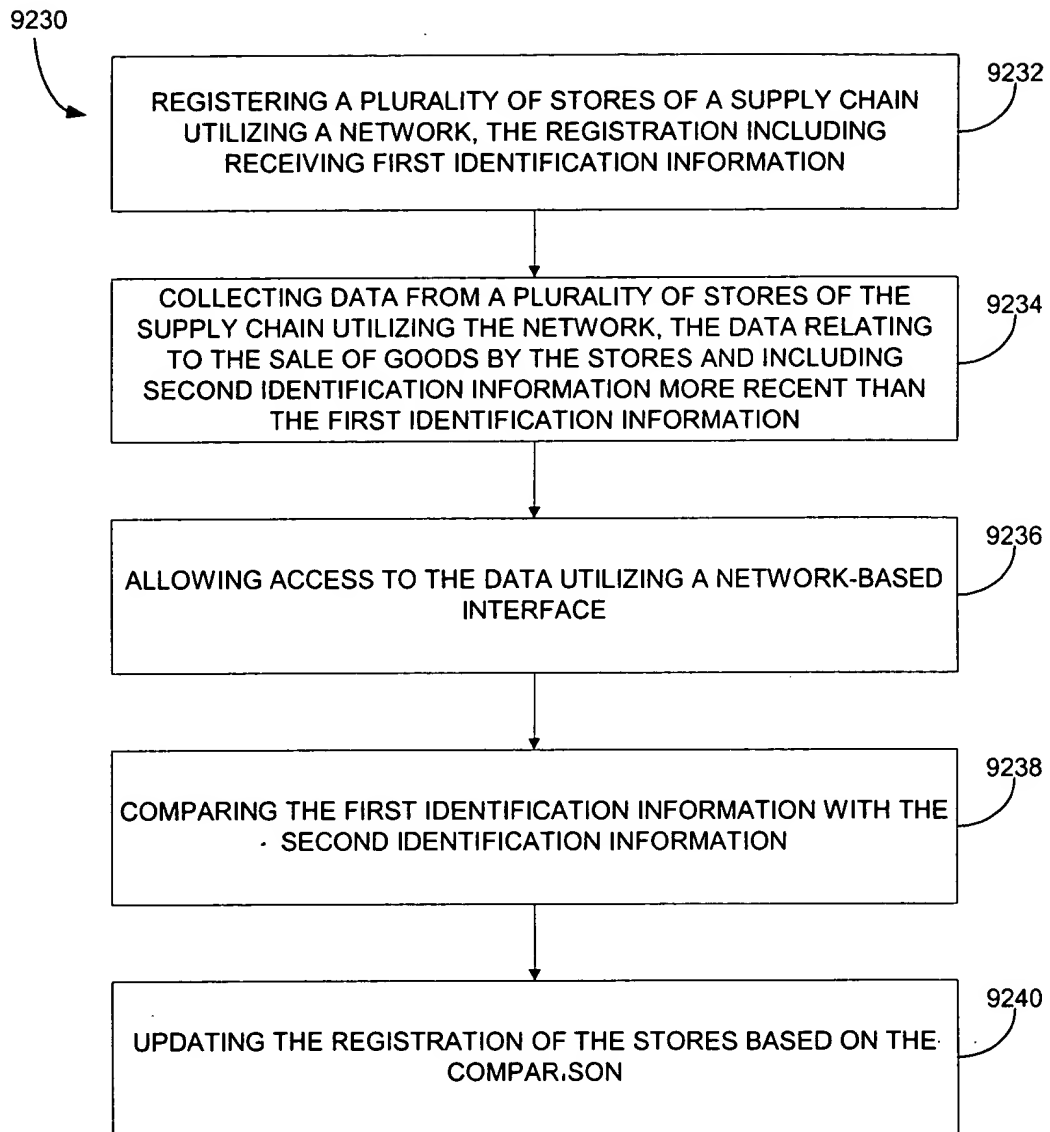 9230
9232
REGISTERING A PLURALITY OF STORES OF A SUPPLY CHAIN
UTILIZING A NETWORK, THE REGISTRATION INCLUDING
RECEIVING FIRST IDENTIFICATION INFORMATION
9234
COLLECTING DATA FROM A PLURALITY OF STORES OF THE
SUPPLY CHAIN UTILIZING THE NETWORK, THE DATA RELATING
TO THE SALE OF GOODS BY THE STORES AND INCLUDING
SECOND IDENTIFICATION INFORMATION MORE RECENT THAN
THE FIRST IDENTIFICATION INFORMATION
9236
ALLOWING ACCESS TO THE DATA UTILIZING A NETWORK-BASED
INTERFACE
9238
COMPARING THE FIRST IDENTIFICATION INFORMATION WITH THE
SECOND IDENTIFICATION INFORMATION
9240
UPDATING THE REGISTRATION OF THE STORES BASED ON THE
COMPARISON